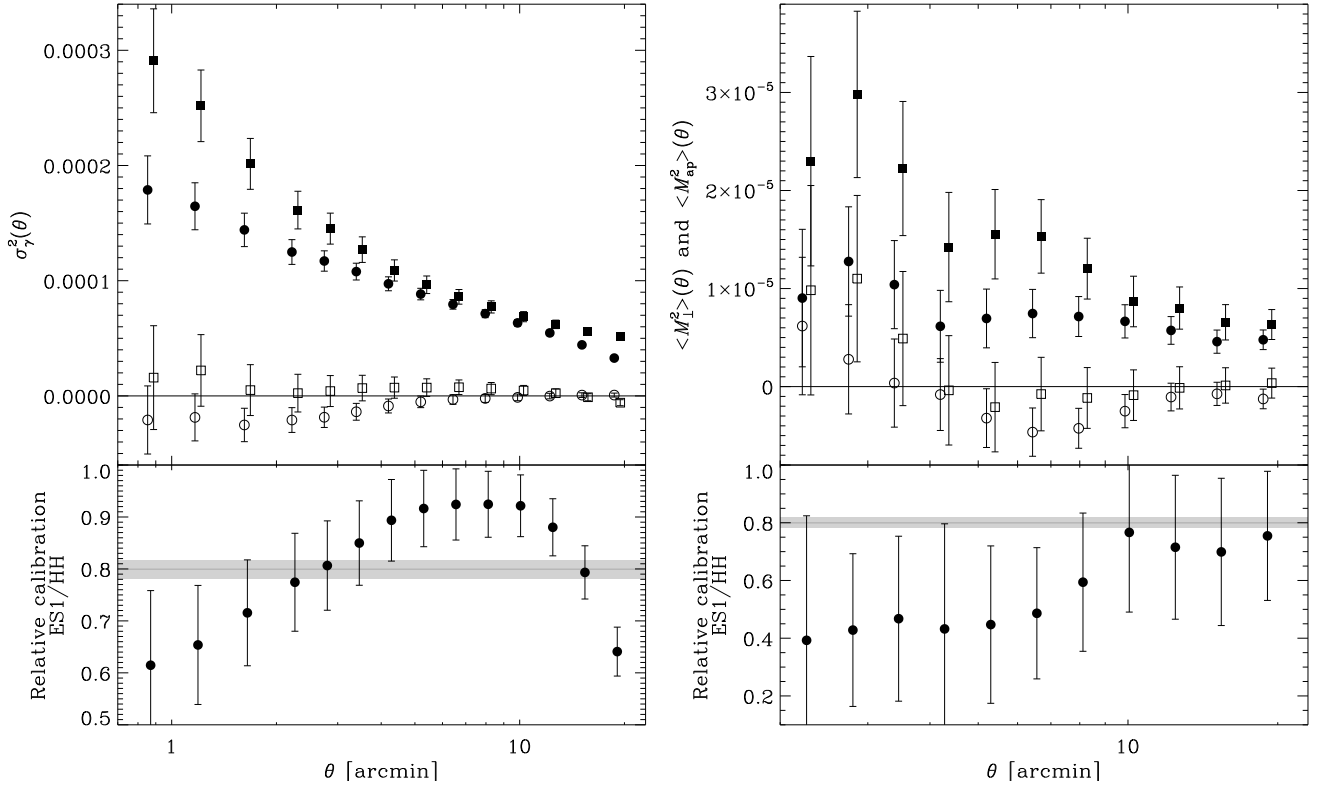 0.0003
0.0002
0.0001
0.0000
σ²γ(θ)
1.0
0.9
0.8
0.7
0.6
0.5
Relative calibration
ES1/HH
1
10
θ [arcmin]
3×10⁻⁵
2×10⁻⁵
1×10⁻⁵
0
<M²⊥>(θ) and <M²ap>(θ)
1.0
0.8
0.6
0.4
0.2
Relative calibration
ES1/HH
10
θ [arcmin]